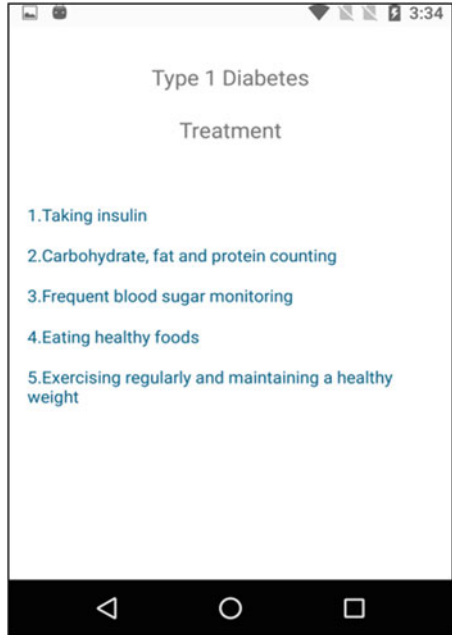 3:34
Type 1 Diabetes
Treatment
1.Taking insulin
2.Carbohydrate, fat and protein counting
3.Frequent blood sugar monitoring
4.Eating healthy foods
5.Exercising regularly and maintaining a healthy
weight